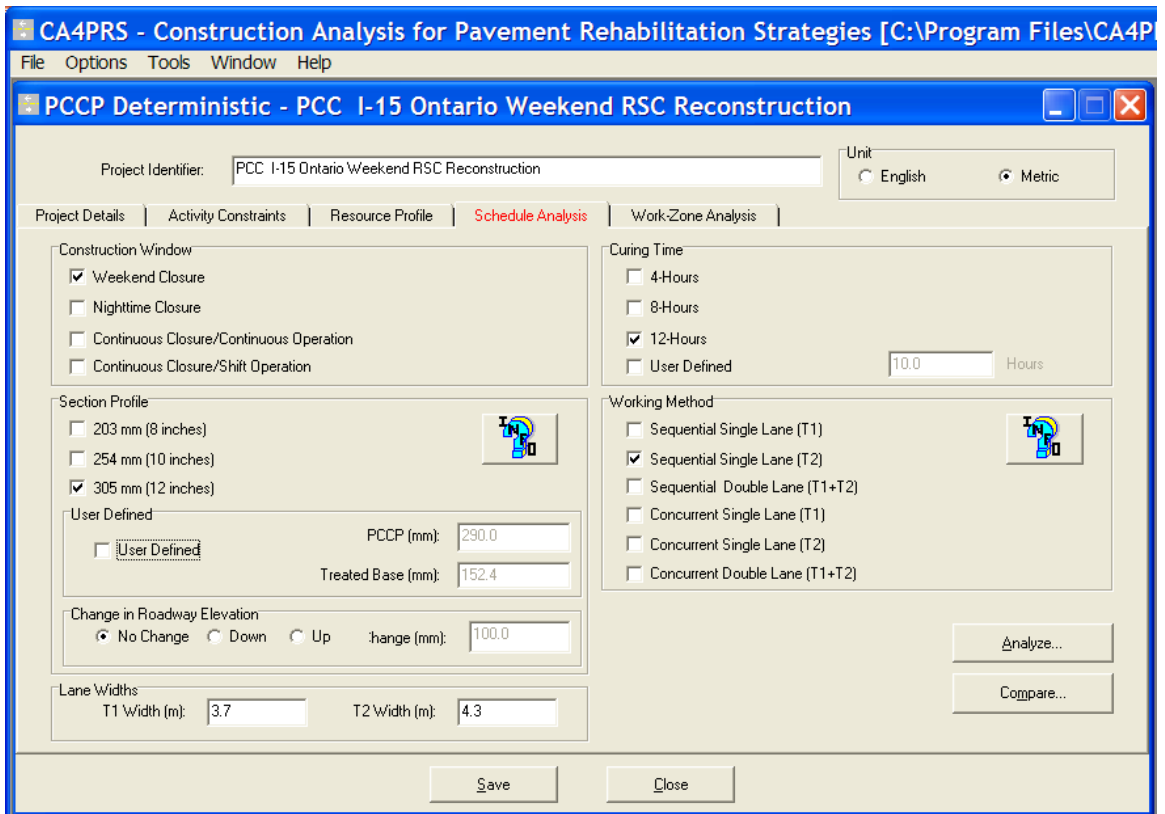 CA4PRS - Construction Analysis for Pavement Rehabilitation Strategies [C:\Program Files\CA4P
File Options Tools Window Help
PCCP Deterministic - PCC I-15 Ontario Weekend RSC Reconstruction
Project Identifier: PCC I-15 Ontario Weekend RSC Reconstruction
Unit
English Metric
Project Details Activity Constraints Resource Profile Schedule Analysis Work-Zone Analysis
Construction Window
Weekend Closure
Nighttime Closure
Continuous Closure/Continuous Operation
Continuous Closure/Shift Operation
Curing Time
4-Hours
8-Hours
12-Hours
User Defined 10.0 Hours
Section Profile
203 mm (8 inches)
254 mm (10 inches)
305 mm (12 inches)
INFO
User Defined
User Defined
PCCP (mm): 290.0
Treated Base (mm): 152.4
Change in Roadway Elevation
No Change Down Up :hange (mm): 100.0
Working Method
Sequential Single Lane (T1)
Sequential Single Lane (T2)
Sequential Double Lane (T1+T2)
Concurrent Single Lane (T1)
Concurrent Single Lane (T2)
Concurrent Double Lane (T1+T2)
INFO
Lane Widths
T1 Width (m): 3.7 T2 Width (m): 4.3
Analyze...
Compare...
Save Close